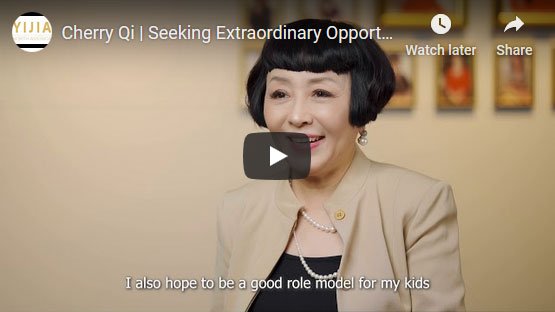 YIJIA
Cherry Qi | Seeking Extraordinary Opport...
Watch later
Share
I also hope to be a good role model for my kids